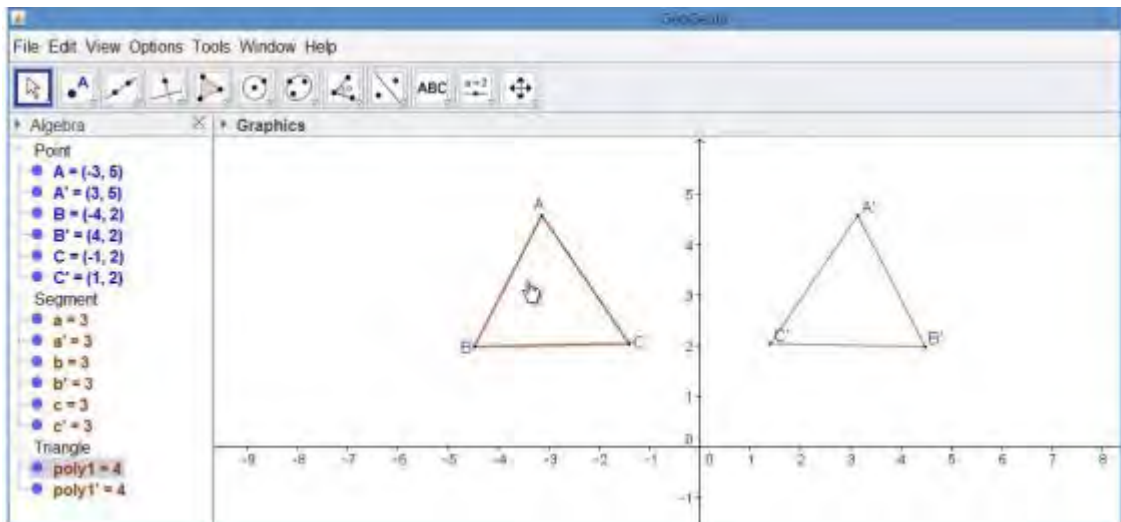 GeoGebra
File Edit View Options Tools Window Help
A ABC a=2
Algebra
Graphics
Point
A = (-3, 5)
A' = (3, 5)
B = (-4, 2)
B' = (4, 2)
C = (-1, 2)
C' = (1, 2)
Segment
a = 3
a' = 3
b = 3
b' = 3
c = 3
c' = 3
Triangle
poly1 = 4
poly1' = 4
5
A A'
4
3
B C C' B'
2
1
0
-9 -8 -7 -6 -5 -4 -3 -2 -1 0 1 2 3 4 5 6 7 8
-1